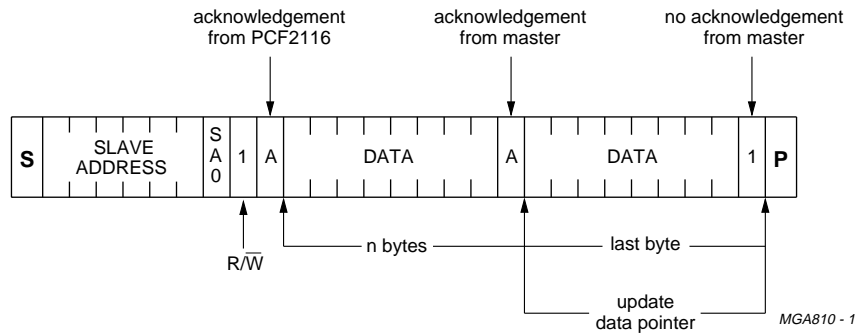 acknowledgement
from PCF2116
acknowledgement
from master
no acknowledgement
from master
S
SLAVE
ADDRESS
S
A
0
1
A
DATA
A
DATA
1
P
R/W̅
n bytes
last byte
update
data pointer
MGA810 - 1